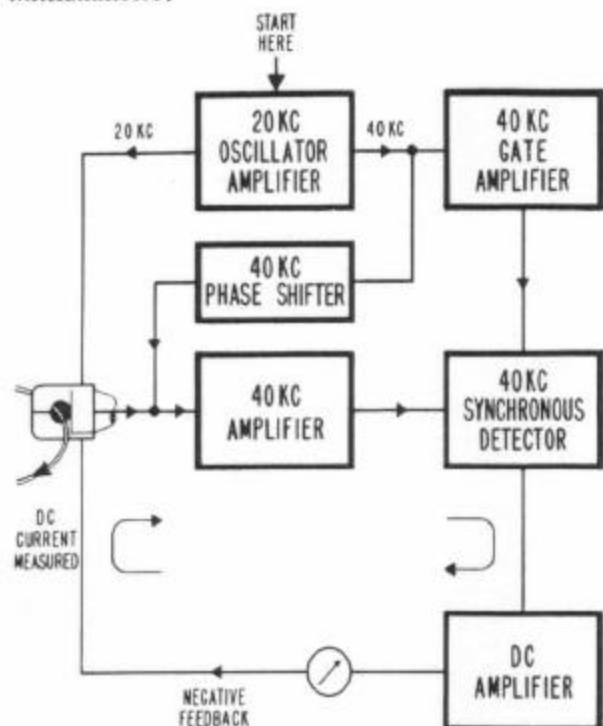 START
HERE
20 KC
OSCILLATOR
AMPLIFIER
20 KC
40 KC
40 KC
GATE
AMPLIFIER
40 KC
PHASE SHIFTER
40 KC
AMPLIFIER
40 KC
SYNCHRONOUS
DETECTOR
DC
CURRENT
MEASURED
DC
AMPLIFIER
NEGATIVE
FEEDBACK